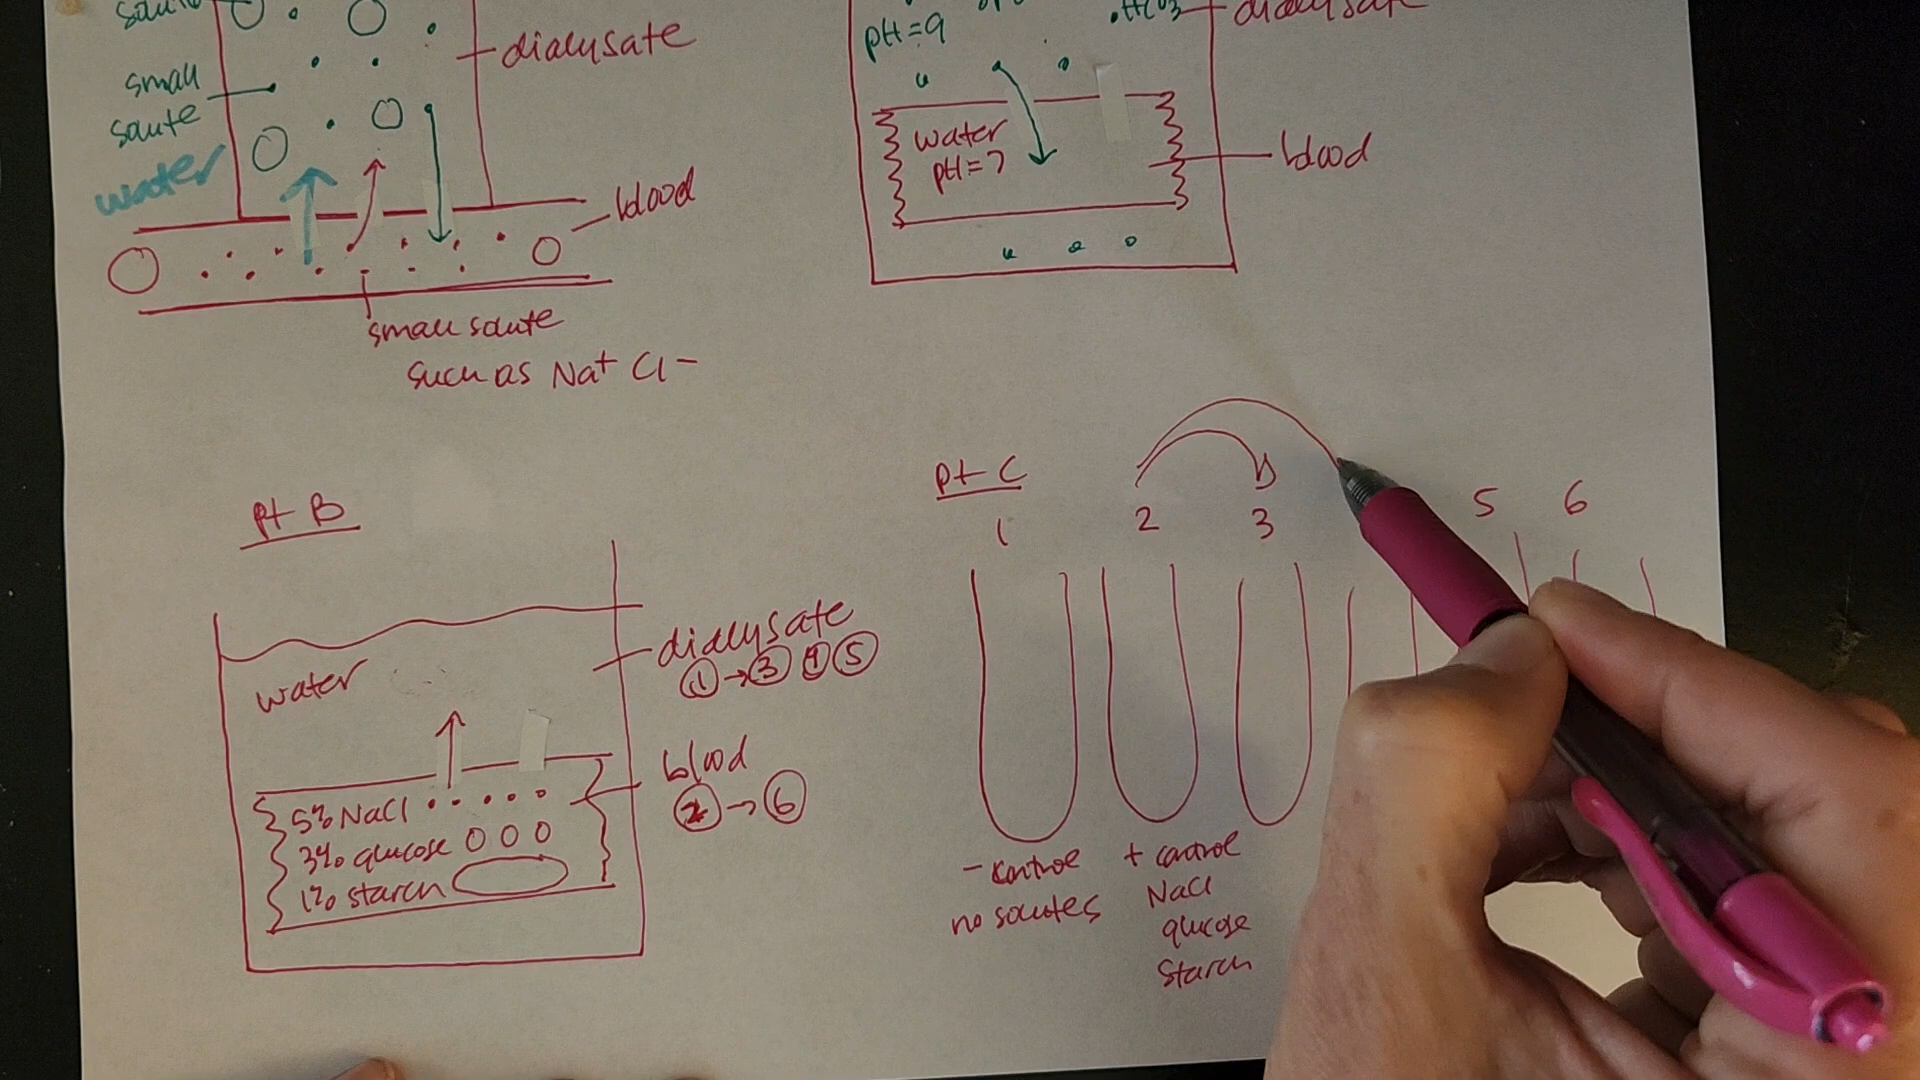 dialysate
small
solute
water
blood
small solute
such as Na+ Cl-
pH=9
.HCO3
dialysate
water
pH=7
blood
pt B
water
dialysate
① → ③ ④ ⑤
blood
② → ⑥
5% NaCl
3% glucose
1% starch
pt C
1 2 3 5 6
- control
no solutes
+ control
NaCl
glucose
starch